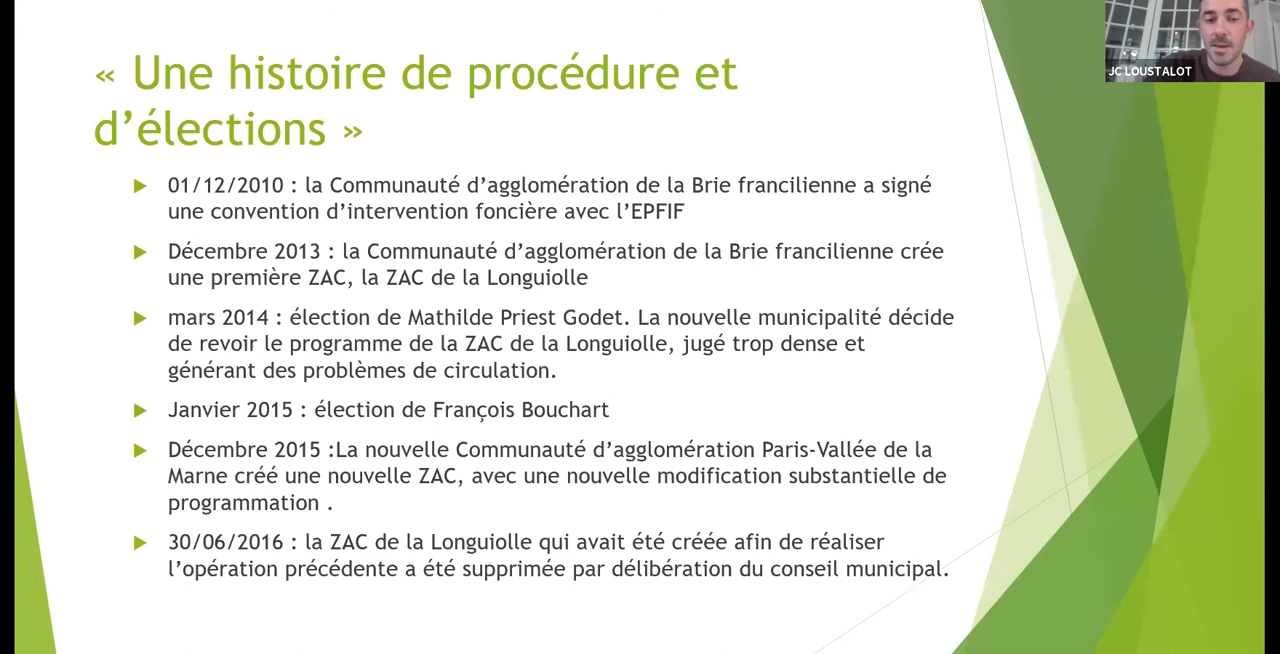 « Une histoire de procédure et
d’élections »
JC LOUSTALOT
01/12/2010 : la Communauté d’agglomération de la Brie francilienne a signé
une convention d’intervention foncière avec l’EPFIF
Décembre 2013 : la Communauté d’agglomération de la Brie francilienne crée
une première ZAC, la ZAC de la Longuiolle
mars 2014 : élection de Mathilde Priest Godet. La nouvelle municipalité décide
de revoir le programme de la ZAC de la Longuiolle, jugé trop dense et
générant des problèmes de circulation.
Janvier 2015 : élection de François Bouchart
Décembre 2015 :La nouvelle Communauté d’agglomération Paris-Vallée de la
Marne créé une nouvelle ZAC, avec une nouvelle modification substantielle de
programmation .
30/06/2016 : la ZAC de la Longuiolle qui avait été créée afin de réaliser
l’opération précédente a été supprimée par délibération du conseil municipal.